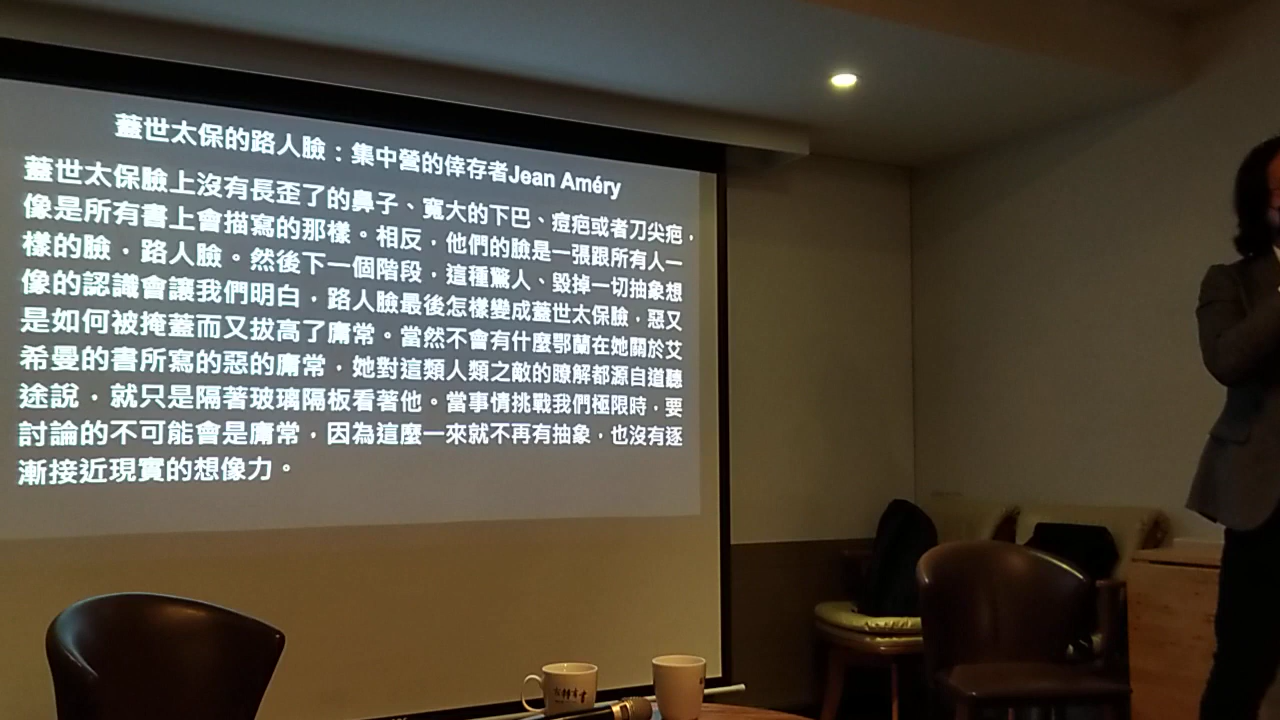 蓋世太保的路人臉：集中營的倖存者Jean Améry
蓋世太保臉上沒有長歪了的鼻子、寬大的下巴、痘疤或者刀尖疤，
像是所有書上會描寫的那樣。相反，他們的臉是一張跟所有人一
樣的臉，路人臉。然後下一個階段，這種驚人、毀掉一切抽象想
像的認識會讓我們明白，路人臉最後怎樣變成蓋世太保臉，惡又
是如何被掩蓋而又拔高了庸常。當然不會有什麼鄂蘭在她關於艾
希曼的書所寫的惡的庸常，她對這類人類之敵的瞭解都源自道聽
途說，就只是隔著玻璃隔板看著他。當事情挑戰我們極限時，要
討論的不可能會是庸常，因為這麼一來就不再有抽象，也沒有逐
漸接近現實的想像力。